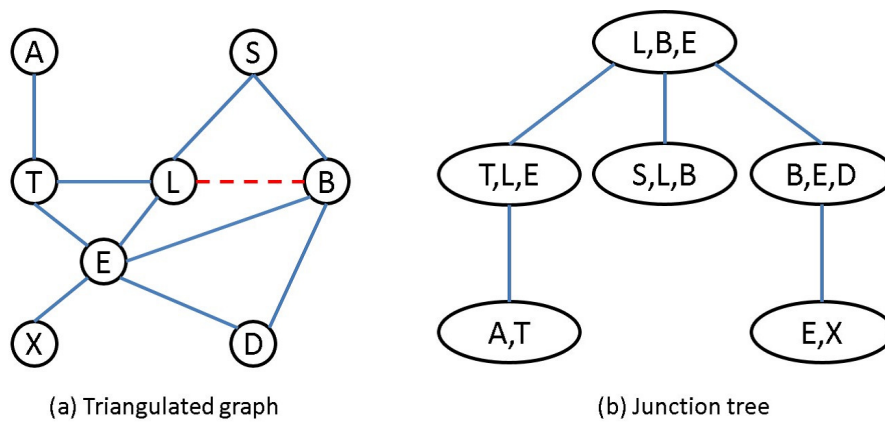 A
S
L,B,E
T
L
B
T,L,E
S,L,B
B,E,D
E
X
D
A,T
E,X
(a) Triangulated graph
(b) Junction tree